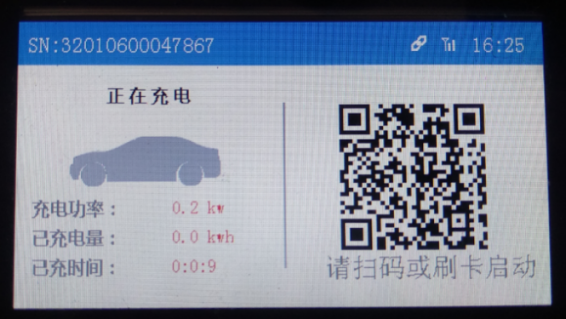 SN:32010600047867 16:25
正在充电
充电功率： 0.2 kw
已充电量： 0.0 kwh
已充时间： 0:0:9
请扫码或刷卡启动